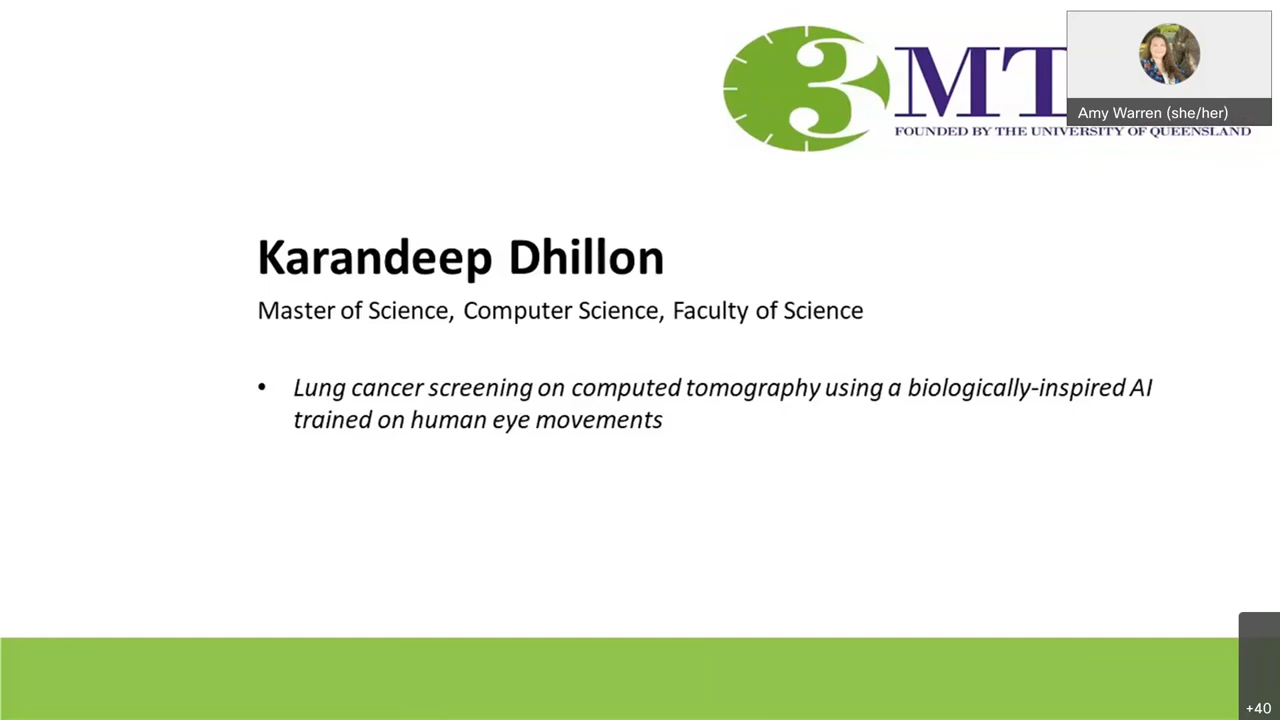 3MT
FOUNDED BY THE UNIVERSITY OF QUEENSLAND
Amy Warren (she/her)
Karandeep Dhillon
Master of Science, Computer Science, Faculty of Science
• Lung cancer screening on computed tomography using a biologically-inspired AI
trained on human eye movements
+40